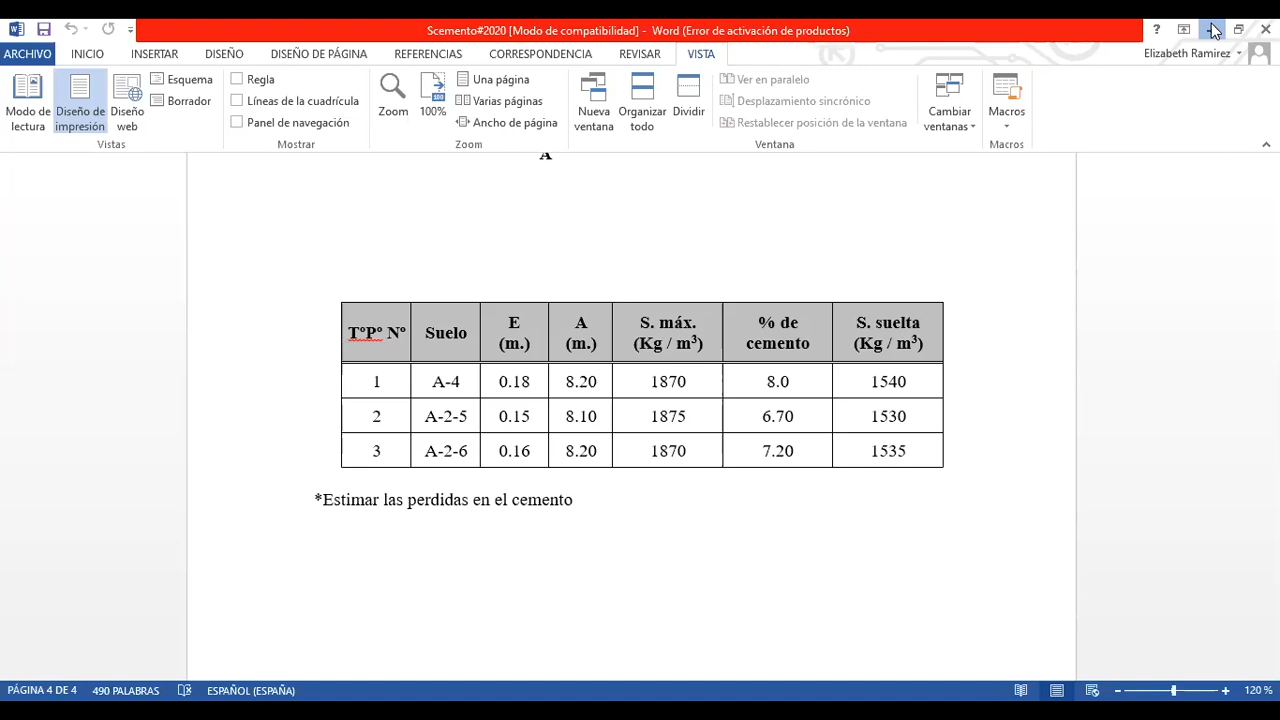 Scemento#2020 [Modo de compatibilidad] - Word (Error de activación de productos)
ARCHIVO INICIO INSERTAR DISEÑO DISEÑO DE PÁGINA REFERENCIAS CORRESPONDENCIA REVISAR VISTA Elizabeth Ramirez
Modo de lectura
Diseño de impresión
Diseño web
Esquema
Borrador
Vistas
Regla
Líneas de la cuadrícula
Panel de navegación
Mostrar
Zoom
100%
Una página
Varias páginas
Ancho de página
Zoom
Nueva ventana
Organizar todo
Dividir
Ver en paralelo
Desplazamiento sincrónico
Restablecer posición de la ventana
Ventana
Cambiar ventanas
Macros
Macros
A
TºPº Nº Suelo E (m.) A (m.) S. máx. (Kg / m³) % de cemento S. suelta (Kg / m³)
1 A-4 0.18 8.20 1870 8.0 1540
2 A-2-5 0.15 8.10 1875 6.70 1530
3 A-2-6 0.16 8.20 1870 7.20 1535
*Estimar las perdidas en el cemento
PÁGINA 4 DE 4 490 PALABRAS ESPAÑOL (ESPAÑA) 120 %